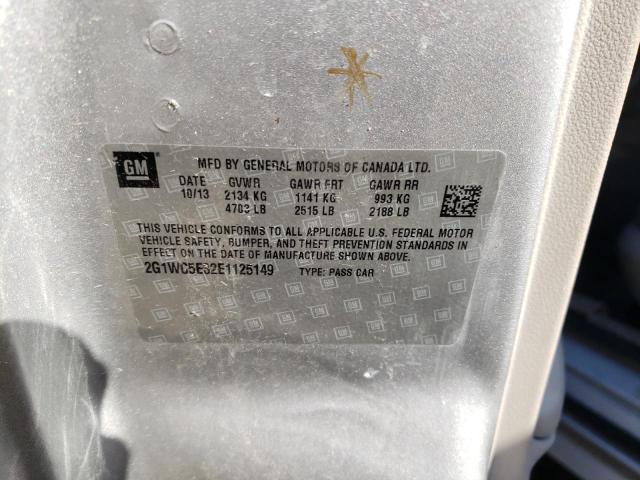 GM
MFD BY GENERAL MOTORS OF CANADA LTD.
DATE GVWR GAWR FRT GAWR RR
10/13 2134 KG 1141 KG 993 KG
4703 LB 2515 LB 2188 LB
THIS VEHICLE CONFORMS TO ALL APPLICABLE U.S. FEDERAL MOTOR
VEHICLE SAFETY, BUMPER, AND THEFT PREVENTION STANDARDS IN
EFFECT ON THE DATE OF MANUFACTURE SHOWN ABOVE.
2G1WC5E32E1125149 TYPE: PASS CAR